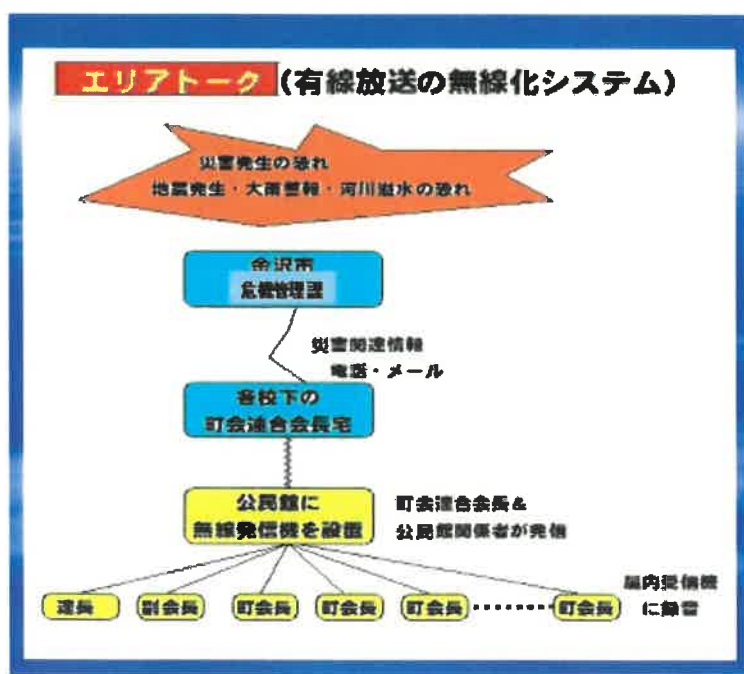 エリアトーク(有線放送の無線化システム)
災害発生の恐れ
地震発生・大雨警報・河川溢水の恐れ
金沢市
危機管理課
災害関連情報
電話・メール
各校下の
町会連合会長宅
公民館に
無線発信機を設置
町会連合会長&
公民館関係者が発信
連長 副会長 町会長 町会長 町会長 町会長
屋内受信機
に録音